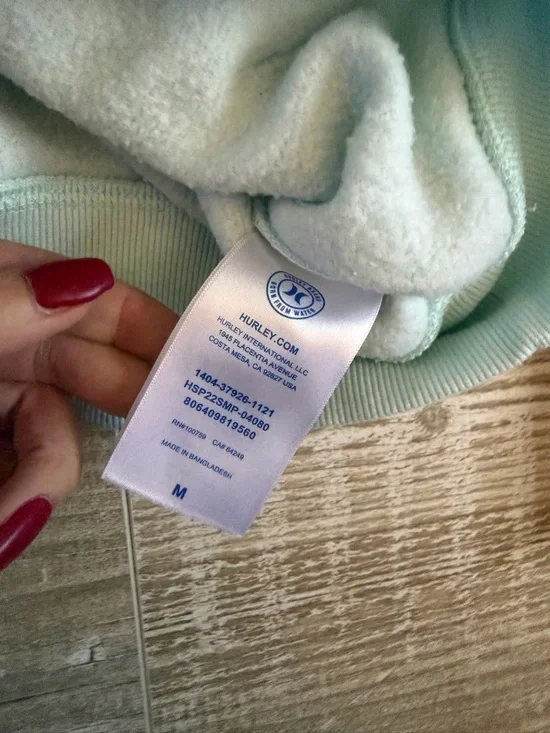 BORN FROM WATER
HURLEY.COM
HURLEY INTERNATIONAL LLC
1945 PLACENTIA AVENUE
COSTA MESA, CA 92627 USA
1404-37926-1121
HSP22SMP-04080
806409819560
RN#100759 CA# 64249
MADE IN BANGLADESH
M